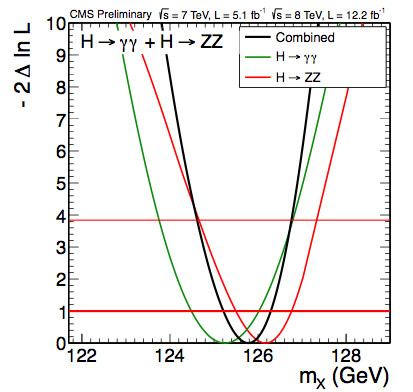 CMS Preliminary √s = 7 TeV, L = 5.1 fb⁻¹ √s = 8 TeV, L = 12.2 fb⁻¹
H → γγ + H → ZZ
Combined
H → γγ
H → ZZ
- 2 Δ ln L
10
9
8
7
6
5
4
3
2
1
0
122 124 126 128
m_X (GeV)